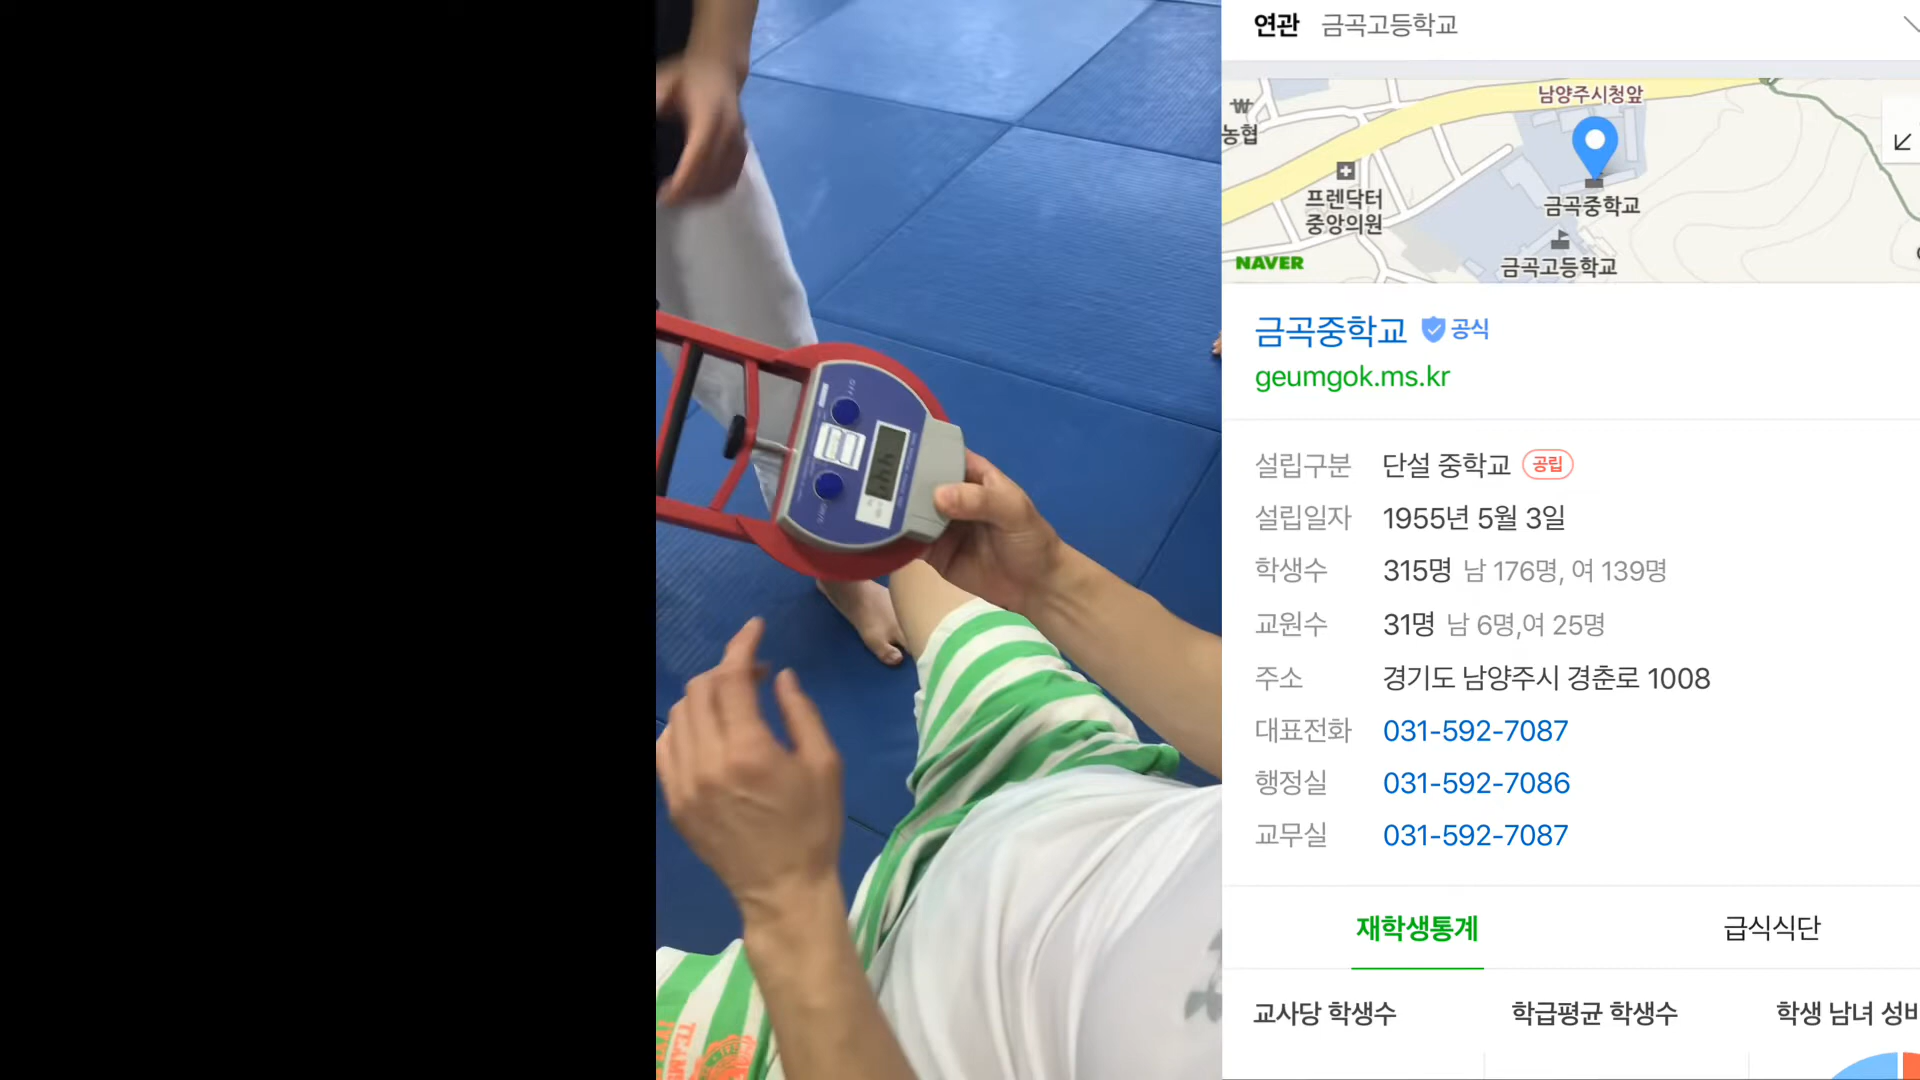 연관 금곡고등학교
남양주시청앞
농협
프렌닥터
중앙의원
금곡중학교
금곡고등학교
NAVER
금곡중학교 공식
geumgok.ms.kr
설립구분 단설 중학교 공립
설립일자 1955년 5월 3일
학생수 315명 남 176명, 여 139명
교원수 31명 남 6명,여 25명
주소 경기도 남양주시 경춘로 1008
대표전화 031-592-7087
행정실 031-592-7086
교무실 031-592-7087
재학생통계 급식식단
교사당 학생수 학급평균 학생수 학생 남녀
TEAM